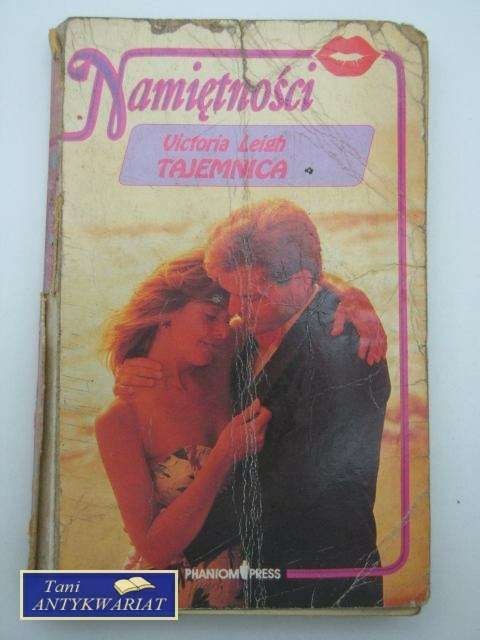 Namiętności
Victoria Leigh
TAJEMNICA
PHANTOM PRESS
Tani
ANTYKWARIAT